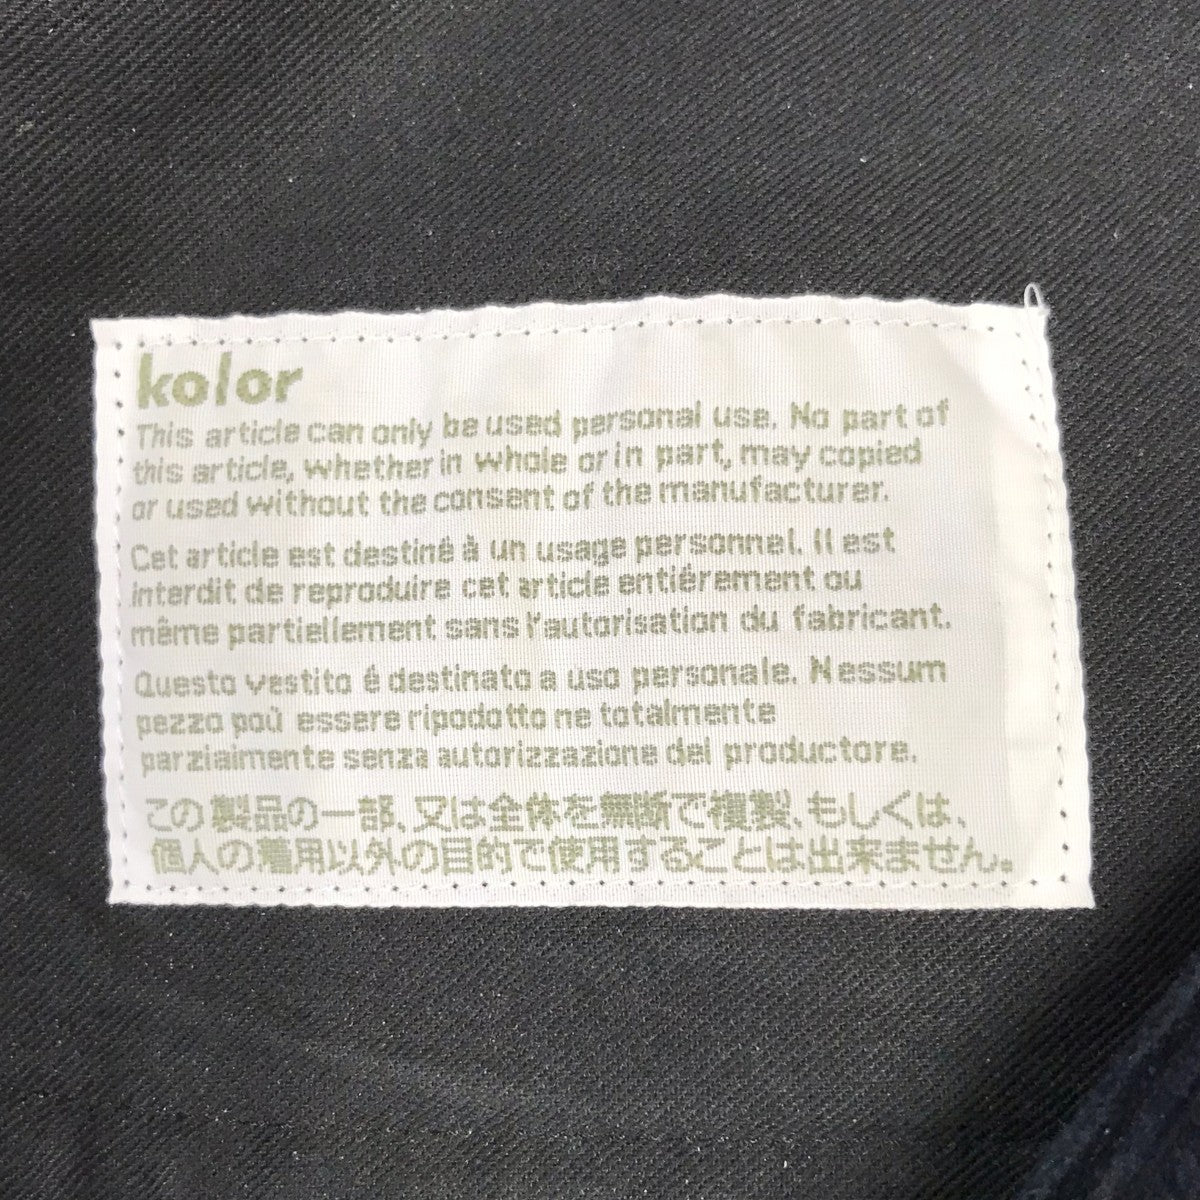 kolor
This article can only be used personal use. No part of
this article, whether in whole or in part, may copied
or used without the consent of the manufacturer.
Cet article est destiné à un usage personnel. Il est
interdit de reproduire cet article entiérement ou
même partiellement sans l'autorisation du fabricant.
Questo vestito é destinato a uso personale. Nessum
pezzo poù essere ripodotto ne totalmente
parzialmente senza autorizzazione del productore.
この製品の一部、又は全体を無断で複製、もしくは、
個人の着用以外の目的で使用することは出来ません。